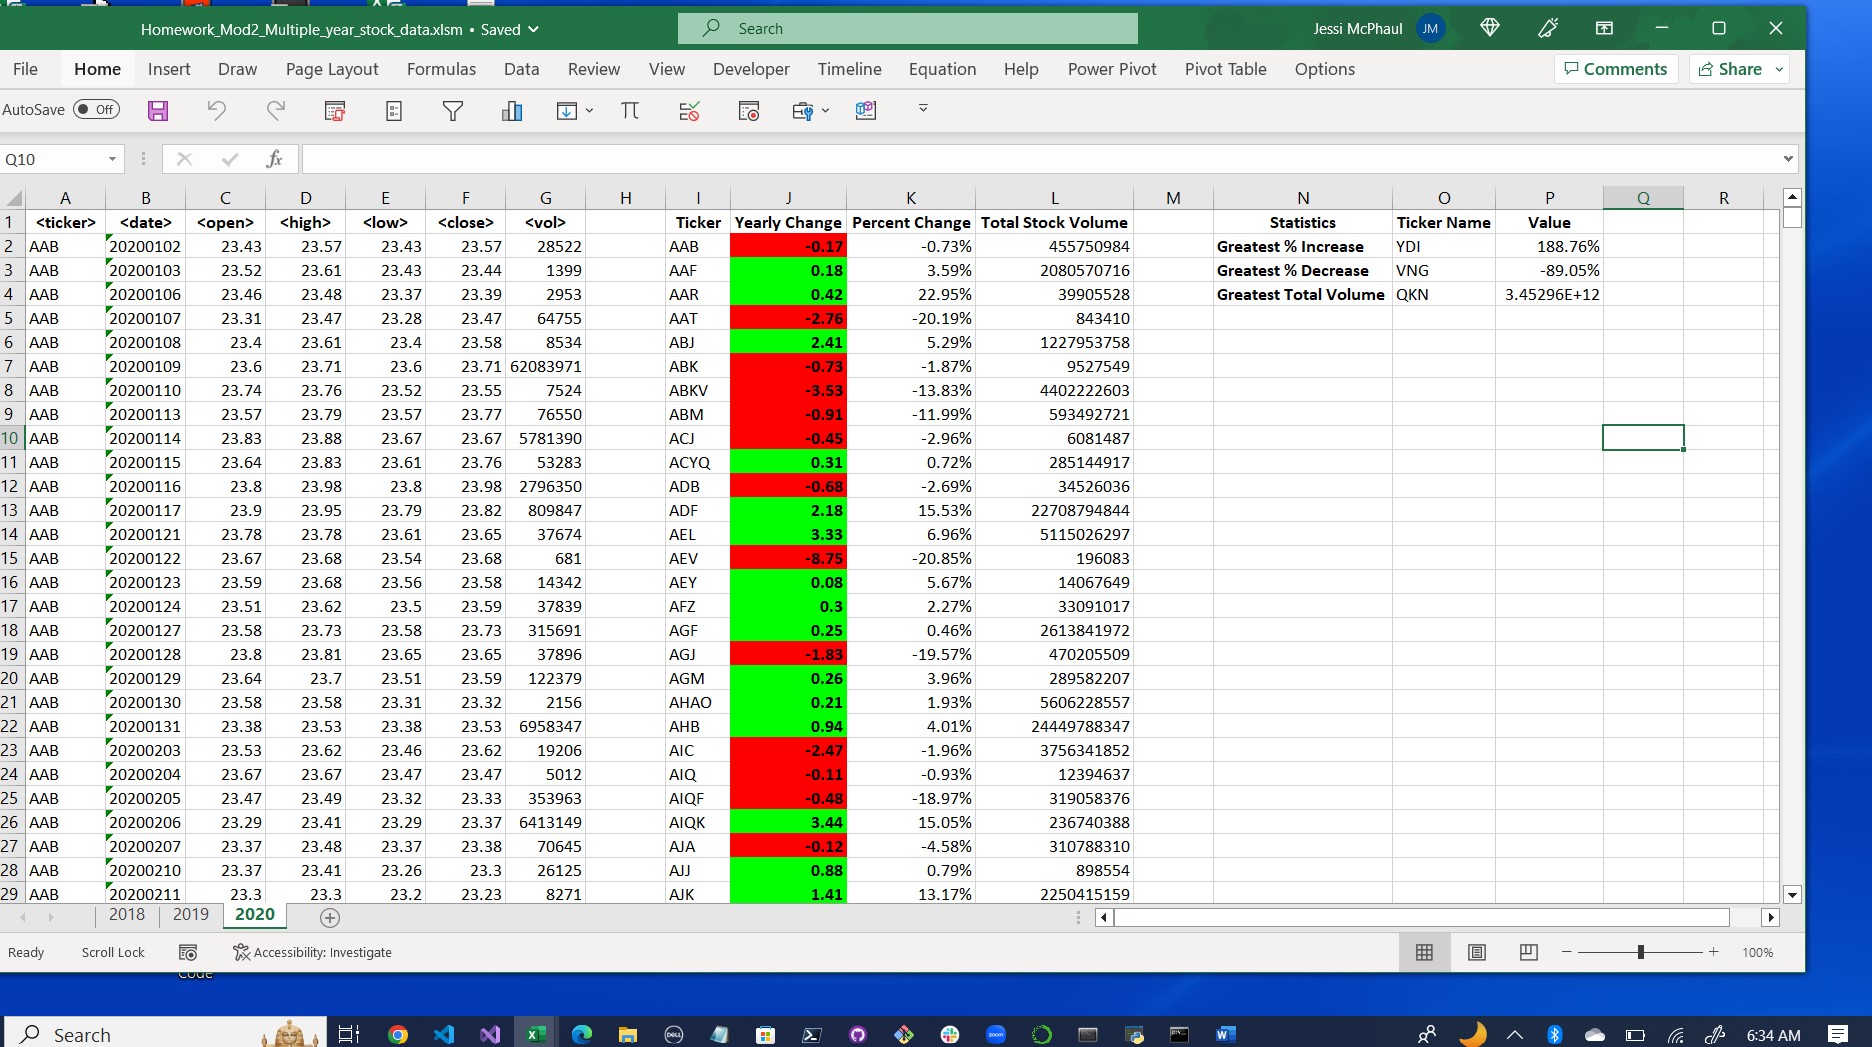 Homework_Mod2_Multiple_year_stock_data.xlsm • Saved
Search
Jessi McPhaul JM
File Home Insert Draw Page Layout Formulas Data Review View Developer Timeline Equation Help Power Pivot Pivot Table Options Comments Share
AutoSave Off
Q10 fx
A B C D E F G H I J K L M N O P Q R
1 <ticker> <date> <open> <high> <low> <close> <vol> Ticker Yearly Change Percent Change Total Stock Volume Statistics Ticker Name Value
2 AAB 20200102 23.43 23.57 23.43 23.57 28522 AAB -0.17 -0.73% 455750984 Greatest % Increase YDI 188.76%
3 AAB 20200103 23.52 23.61 23.43 23.44 1399 AAF 0.18 3.59% 2080570716 Greatest % Decrease VNG -89.05%
4 AAB 20200106 23.46 23.48 23.37 23.39 2953 AAR 0.42 22.95% 39905528 Greatest Total Volume QKN 3.45296E+12
5 AAB 20200107 23.31 23.47 23.28 23.47 64755 AAT -2.76 -20.19% 843410
6 AAB 20200108 23.4 23.61 23.4 23.58 8534 ABJ 2.41 5.29% 1227953758
7 AAB 20200109 23.6 23.71 23.6 23.71 62083971 ABK -0.73 -1.87% 9527549
8 AAB 20200110 23.74 23.76 23.52 23.55 7524 ABKV -3.53 -13.83% 4402222603
9 AAB 20200113 23.57 23.79 23.57 23.77 76550 ABM -0.91 -11.99% 593492721
10 AAB 20200114 23.83 23.88 23.67 23.67 5781390 ACJ -0.45 -2.96% 6081487
11 AAB 20200115 23.64 23.83 23.61 23.76 53283 ACYQ 0.31 0.72% 285144917
12 AAB 20200116 23.8 23.98 23.8 23.98 2796350 ADB -0.68 -2.69% 34526036
13 AAB 20200117 23.9 23.95 23.79 23.82 809847 ADF 2.18 15.53% 22708794844
14 AAB 20200121 23.78 23.78 23.61 23.65 37674 AEL 3.33 6.96% 5115026297
15 AAB 20200122 23.67 23.68 23.54 23.68 681 AEV -8.75 -20.85% 196083
16 AAB 20200123 23.59 23.68 23.56 23.58 14342 AEY 0.08 5.67% 14067649
17 AAB 20200124 23.51 23.62 23.5 23.59 37839 AFZ 0.3 2.27% 33091017
18 AAB 20200127 23.58 23.73 23.58 23.73 315691 AGF 0.25 0.46% 2613841972
19 AAB 20200128 23.8 23.81 23.65 23.65 37896 AGJ -1.83 -19.57% 470205509
20 AAB 20200129 23.64 23.7 23.51 23.59 122379 AGM 0.26 3.96% 289582207
21 AAB 20200130 23.58 23.58 23.31 23.32 2156 AHAO 0.21 1.93% 5606228557
22 AAB 20200131 23.38 23.53 23.38 23.53 6958347 AHB 0.94 4.01% 24449788347
23 AAB 20200203 23.53 23.62 23.46 23.62 19206 AIC -2.47 -1.96% 3756341852
24 AAB 20200204 23.67 23.67 23.47 23.47 5012 AIQ -0.11 -0.93% 12394637
25 AAB 20200205 23.47 23.49 23.32 23.33 353963 AIQF -0.48 -18.97% 319058376
26 AAB 20200206 23.29 23.41 23.29 23.37 6413149 AIQK 3.44 15.05% 236740388
27 AAB 20200207 23.37 23.48 23.37 23.38 70645 AJA -0.12 -4.58% 310788310
28 AAB 20200210 23.37 23.41 23.26 23.3 26125 AJJ 0.88 0.79% 898554
29 AAB 20200211 23.3 23.3 23.2 23.23 8271 AJK 1.41 13.17% 2250415159
2018 2019 2020
Ready Scroll Lock Accessibility: Investigate 100%
Code
Search 6:34 AM